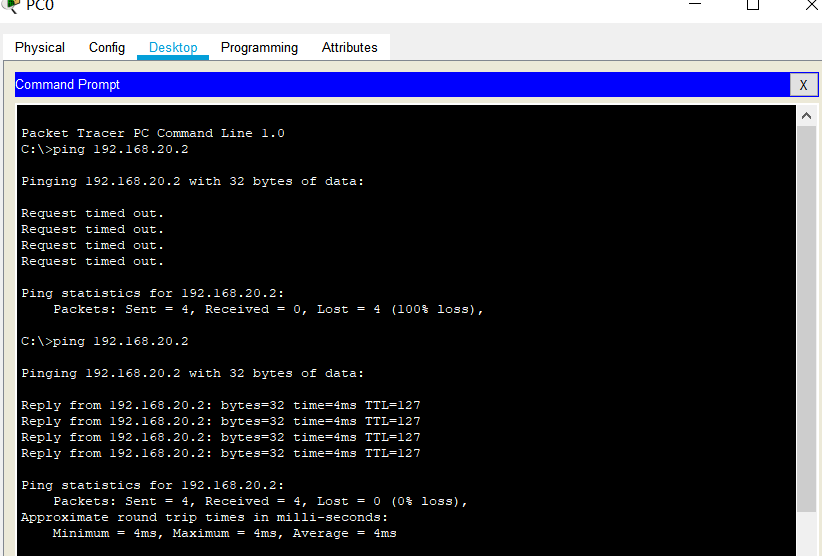 PC0
Physical Config Desktop Programming Attributes
Command Prompt
X
Packet Tracer PC Command Line 1.0
C:\>ping 192.168.20.2
Pinging 192.168.20.2 with 32 bytes of data:
Request timed out.
Request timed out.
Request timed out.
Request timed out.
Ping statistics for 192.168.20.2:
    Packets: Sent = 4, Received = 0, Lost = 4 (100% loss),
C:\>ping 192.168.20.2
Pinging 192.168.20.2 with 32 bytes of data:
Reply from 192.168.20.2: bytes=32 time=4ms TTL=127
Reply from 192.168.20.2: bytes=32 time=4ms TTL=127
Reply from 192.168.20.2: bytes=32 time=4ms TTL=127
Reply from 192.168.20.2: bytes=32 time=4ms TTL=127
Ping statistics for 192.168.20.2:
    Packets: Sent = 4, Received = 4, Lost = 0 (0% loss),
Approximate round trip times in milli-seconds:
    Minimum = 4ms, Maximum = 4ms, Average = 4ms